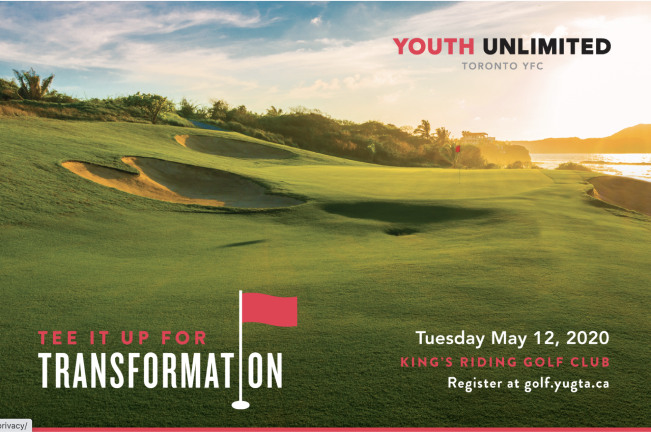 YOUTH UNLIMITED
TORONTO YFC
TEE IT UP FOR
TRANSFORMATION
Tuesday May 12, 2020
KING'S RIDING GOLF CLUB
Register at golf.yugta.ca
privacy/